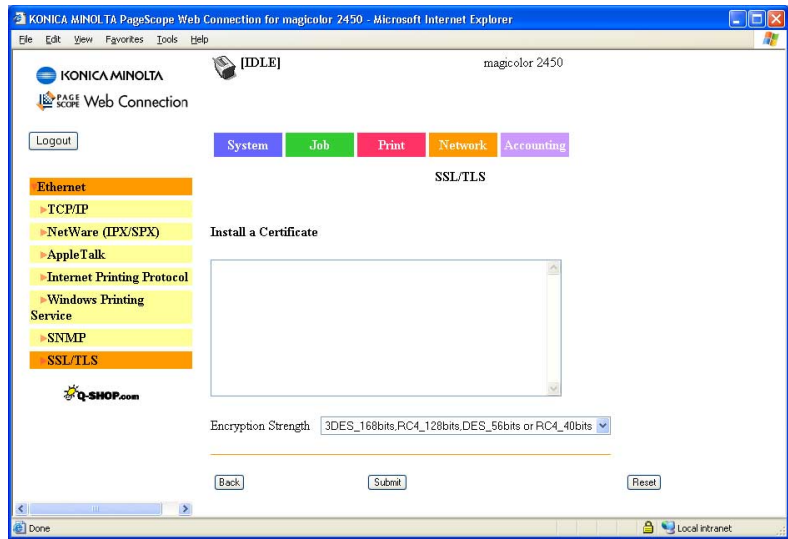 KONICA MINOLTA PageScope Web Connection for magicolor 2450 - Microsoft Internet Explorer
File Edit View Favorites Tools Help
KONICA MINOLTA
[IDLE]
magicolor 2450
PAGE SCOPE Web Connection
Logout
System Job Print Network Accounting
SSL/TLS
Ethernet
TCP/IP
NetWare (IPX/SPX)
AppleTalk
Internet Printing Protocol
Windows Printing
Service
SNMP
SSL/TLS
Q-SHOP.com
Install a Certificate
Encryption Strength 3DES_168bits,RC4_128bits,DES_56bits or RC4_40bits
Back Submit Reset
Done Local intranet